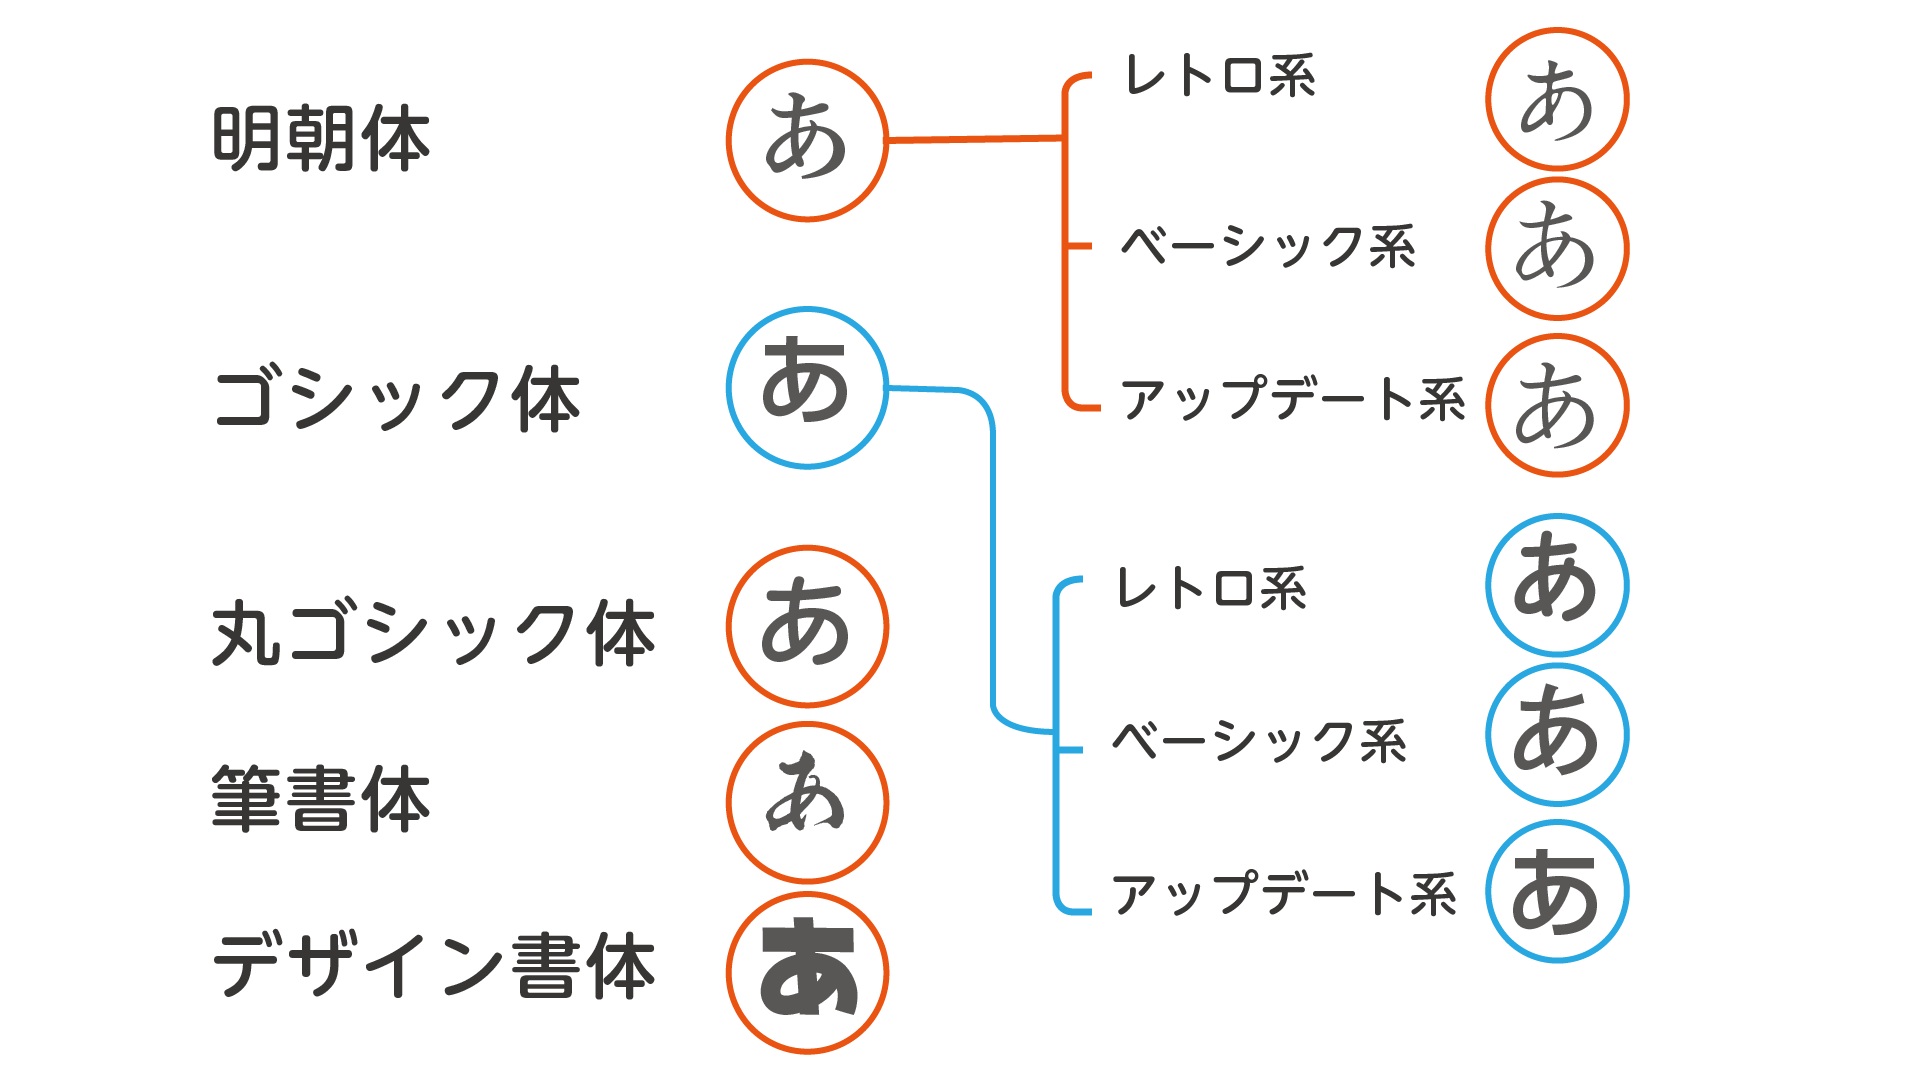 明朝体
あ
ゴシック体
あ
丸ゴシック体
あ
筆書体
あ
デザイン書体
あ
レトロ系
あ
ベーシック系
あ
アップデート系
あ
レトロ系
あ
ベーシック系
あ
アップデート系
あ